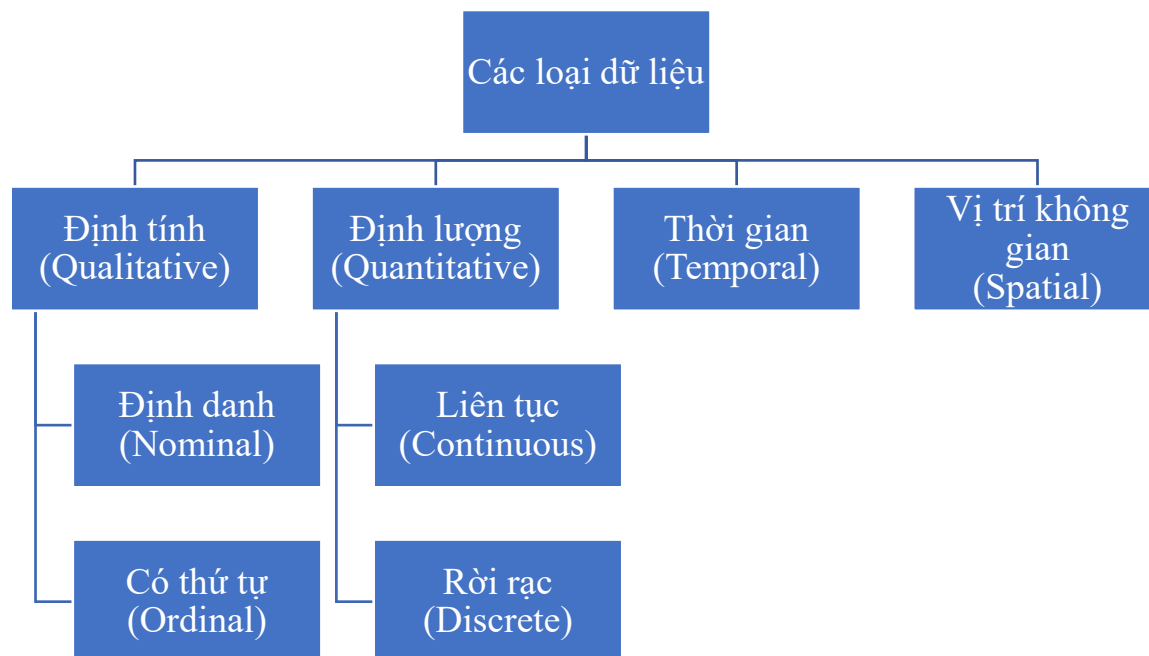 Các loại dữ liệu
Định tính
(Qualitative)
Định lượng
(Quantitative)
Thời gian
(Temporal)
Vị trí không
gian
(Spatial)
Định danh
(Nominal)
Liên tục
(Continuous)
Có thứ tự
(Ordinal)
Rời rạc
(Discrete)